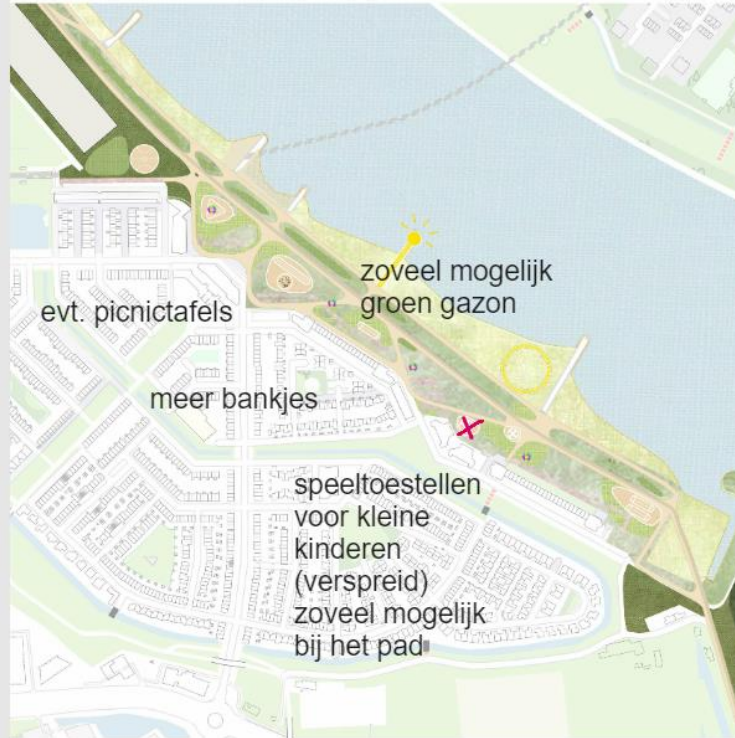 zoveel mogelijk
groen gazon
evt. picnictafels
meer bankjes
speeltoestellen
voor kleine
kinderen
(verspreid)
zoveel mogelijk
bij het pad